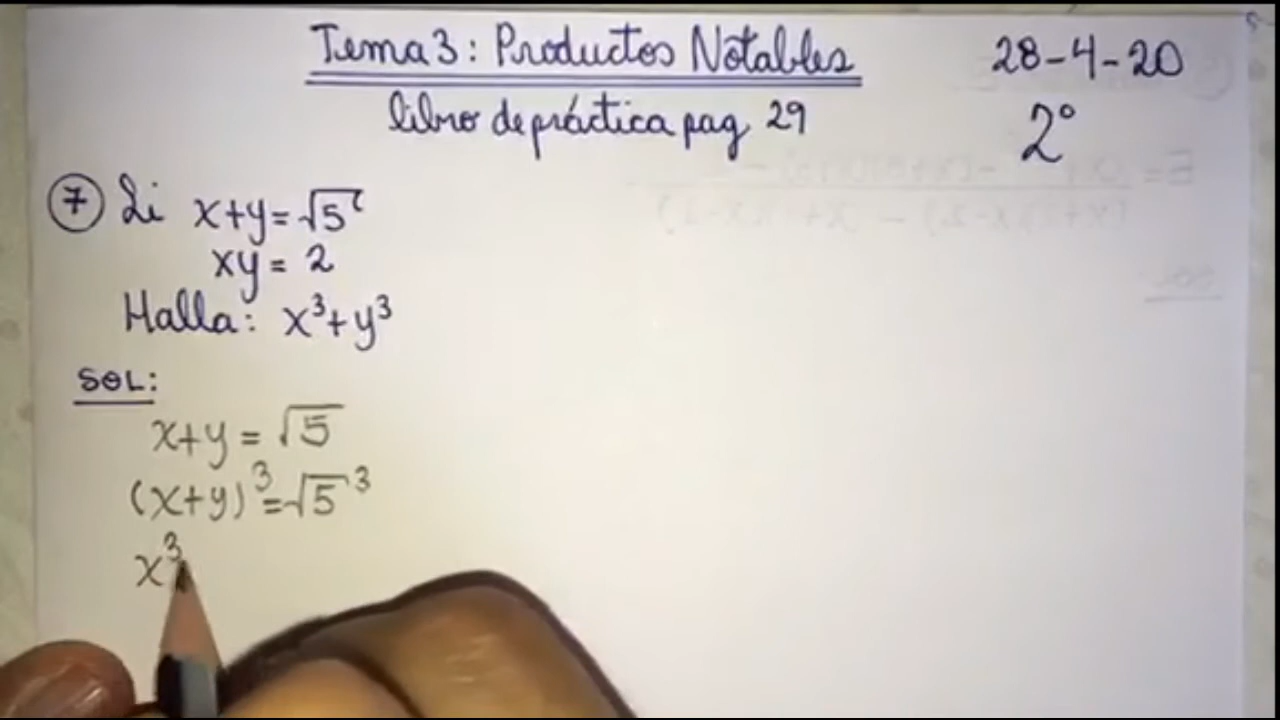 Tema 3: Productos Notables
28-4-20
libro de práctica pag 29
2°
7 Si x+y=√5
xy = 2
Halla: x³+y³
SOL:
x+y = √5
(x+y)³=√5³
x³